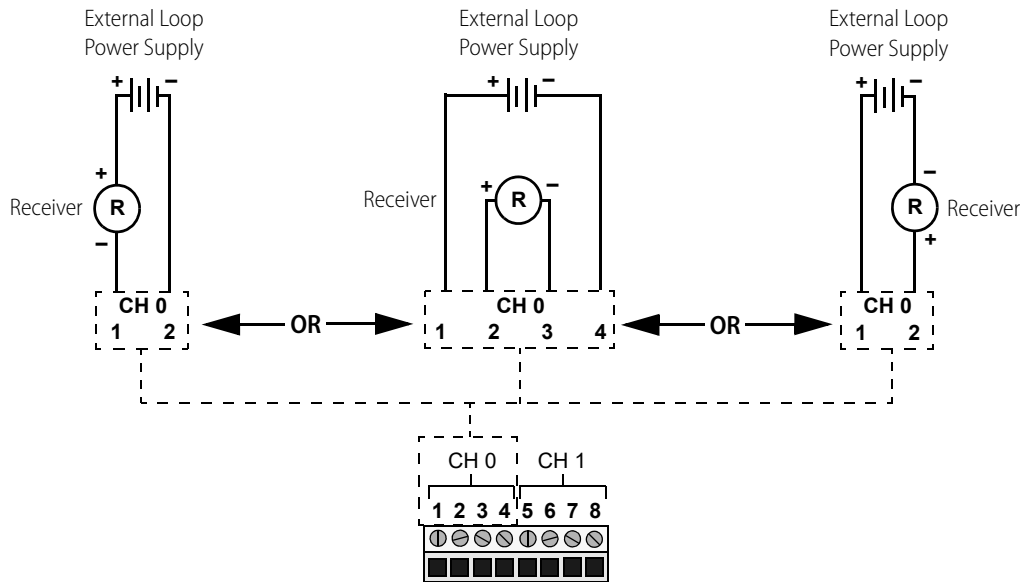 External Loop
Power Supply
External Loop
Power Supply
External Loop
Power Supply
+ −
+ −
+ −
+
Receiver
R
−
Receiver
+
R
−
−
R
Receiver
+
CH 0
1 2
OR
CH 0
1 2 3 4
OR
CH 0
1 2
CH 0 CH 1
1 2 3 4 5 6 7 8